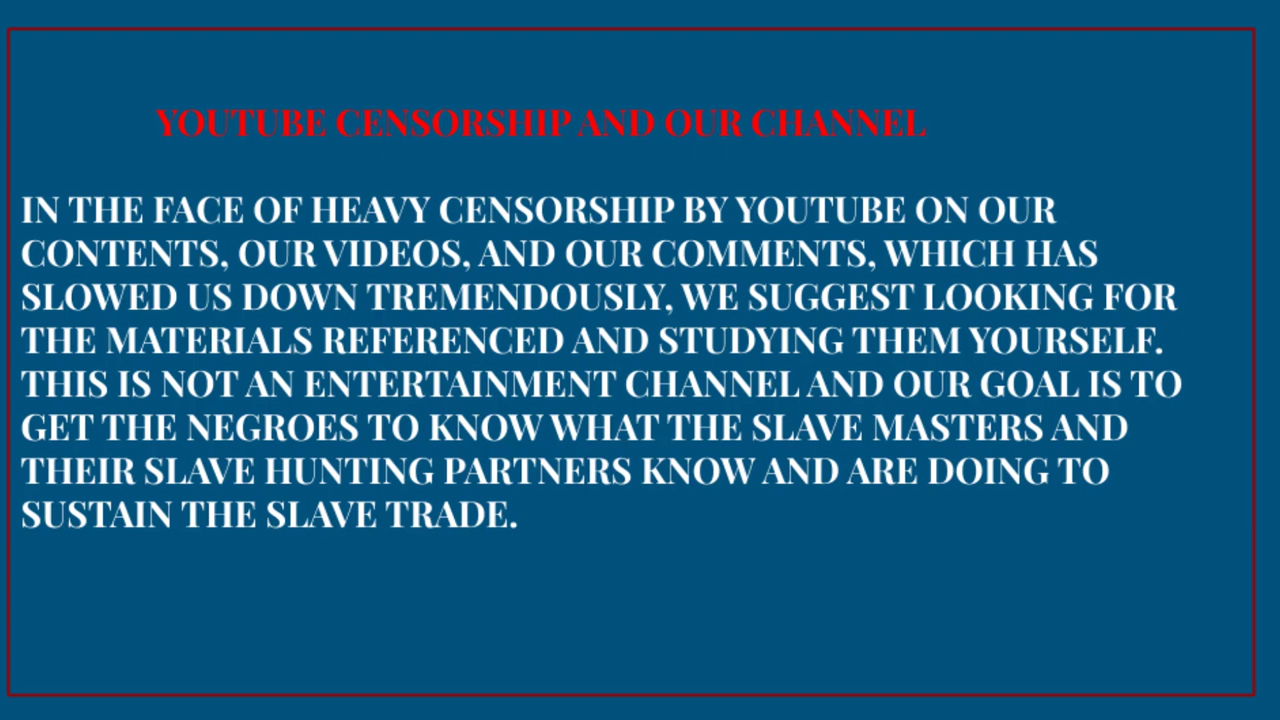 YOUTUBE CENSORSHIP AND OUR CHANNEL
IN THE FACE OF HEAVY CENSORSHIP BY YOUTUBE ON OUR
CONTENTS, OUR VIDEOS, AND OUR COMMENTS, WHICH HAS
SLOWED US DOWN TREMENDOUSLY, WE SUGGEST LOOKING FOR
THE MATERIALS REFERENCED AND STUDYING THEM YOURSELF.
THIS IS NOT AN ENTERTAINMENT CHANNEL AND OUR GOAL IS TO
GET THE NEGROES TO KNOW WHAT THE SLAVE MASTERS AND
THEIR SLAVE HUNTING PARTNERS KNOW AND ARE DOING TO
SUSTAIN THE SLAVE TRADE.